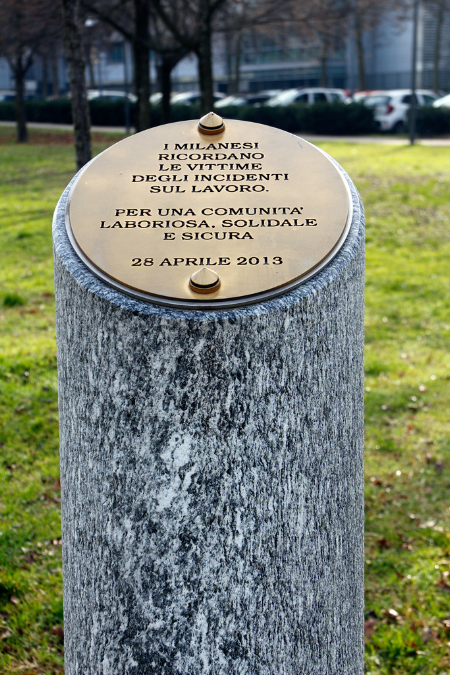 I MILANESI
RICORDANO
LE VITTIME
DEGLI INCIDENTI
SUL LAVORO.
PER UNA COMUNITA'
LABORIOSA, SOLIDALE
E SICURA
28 APRILE 2013